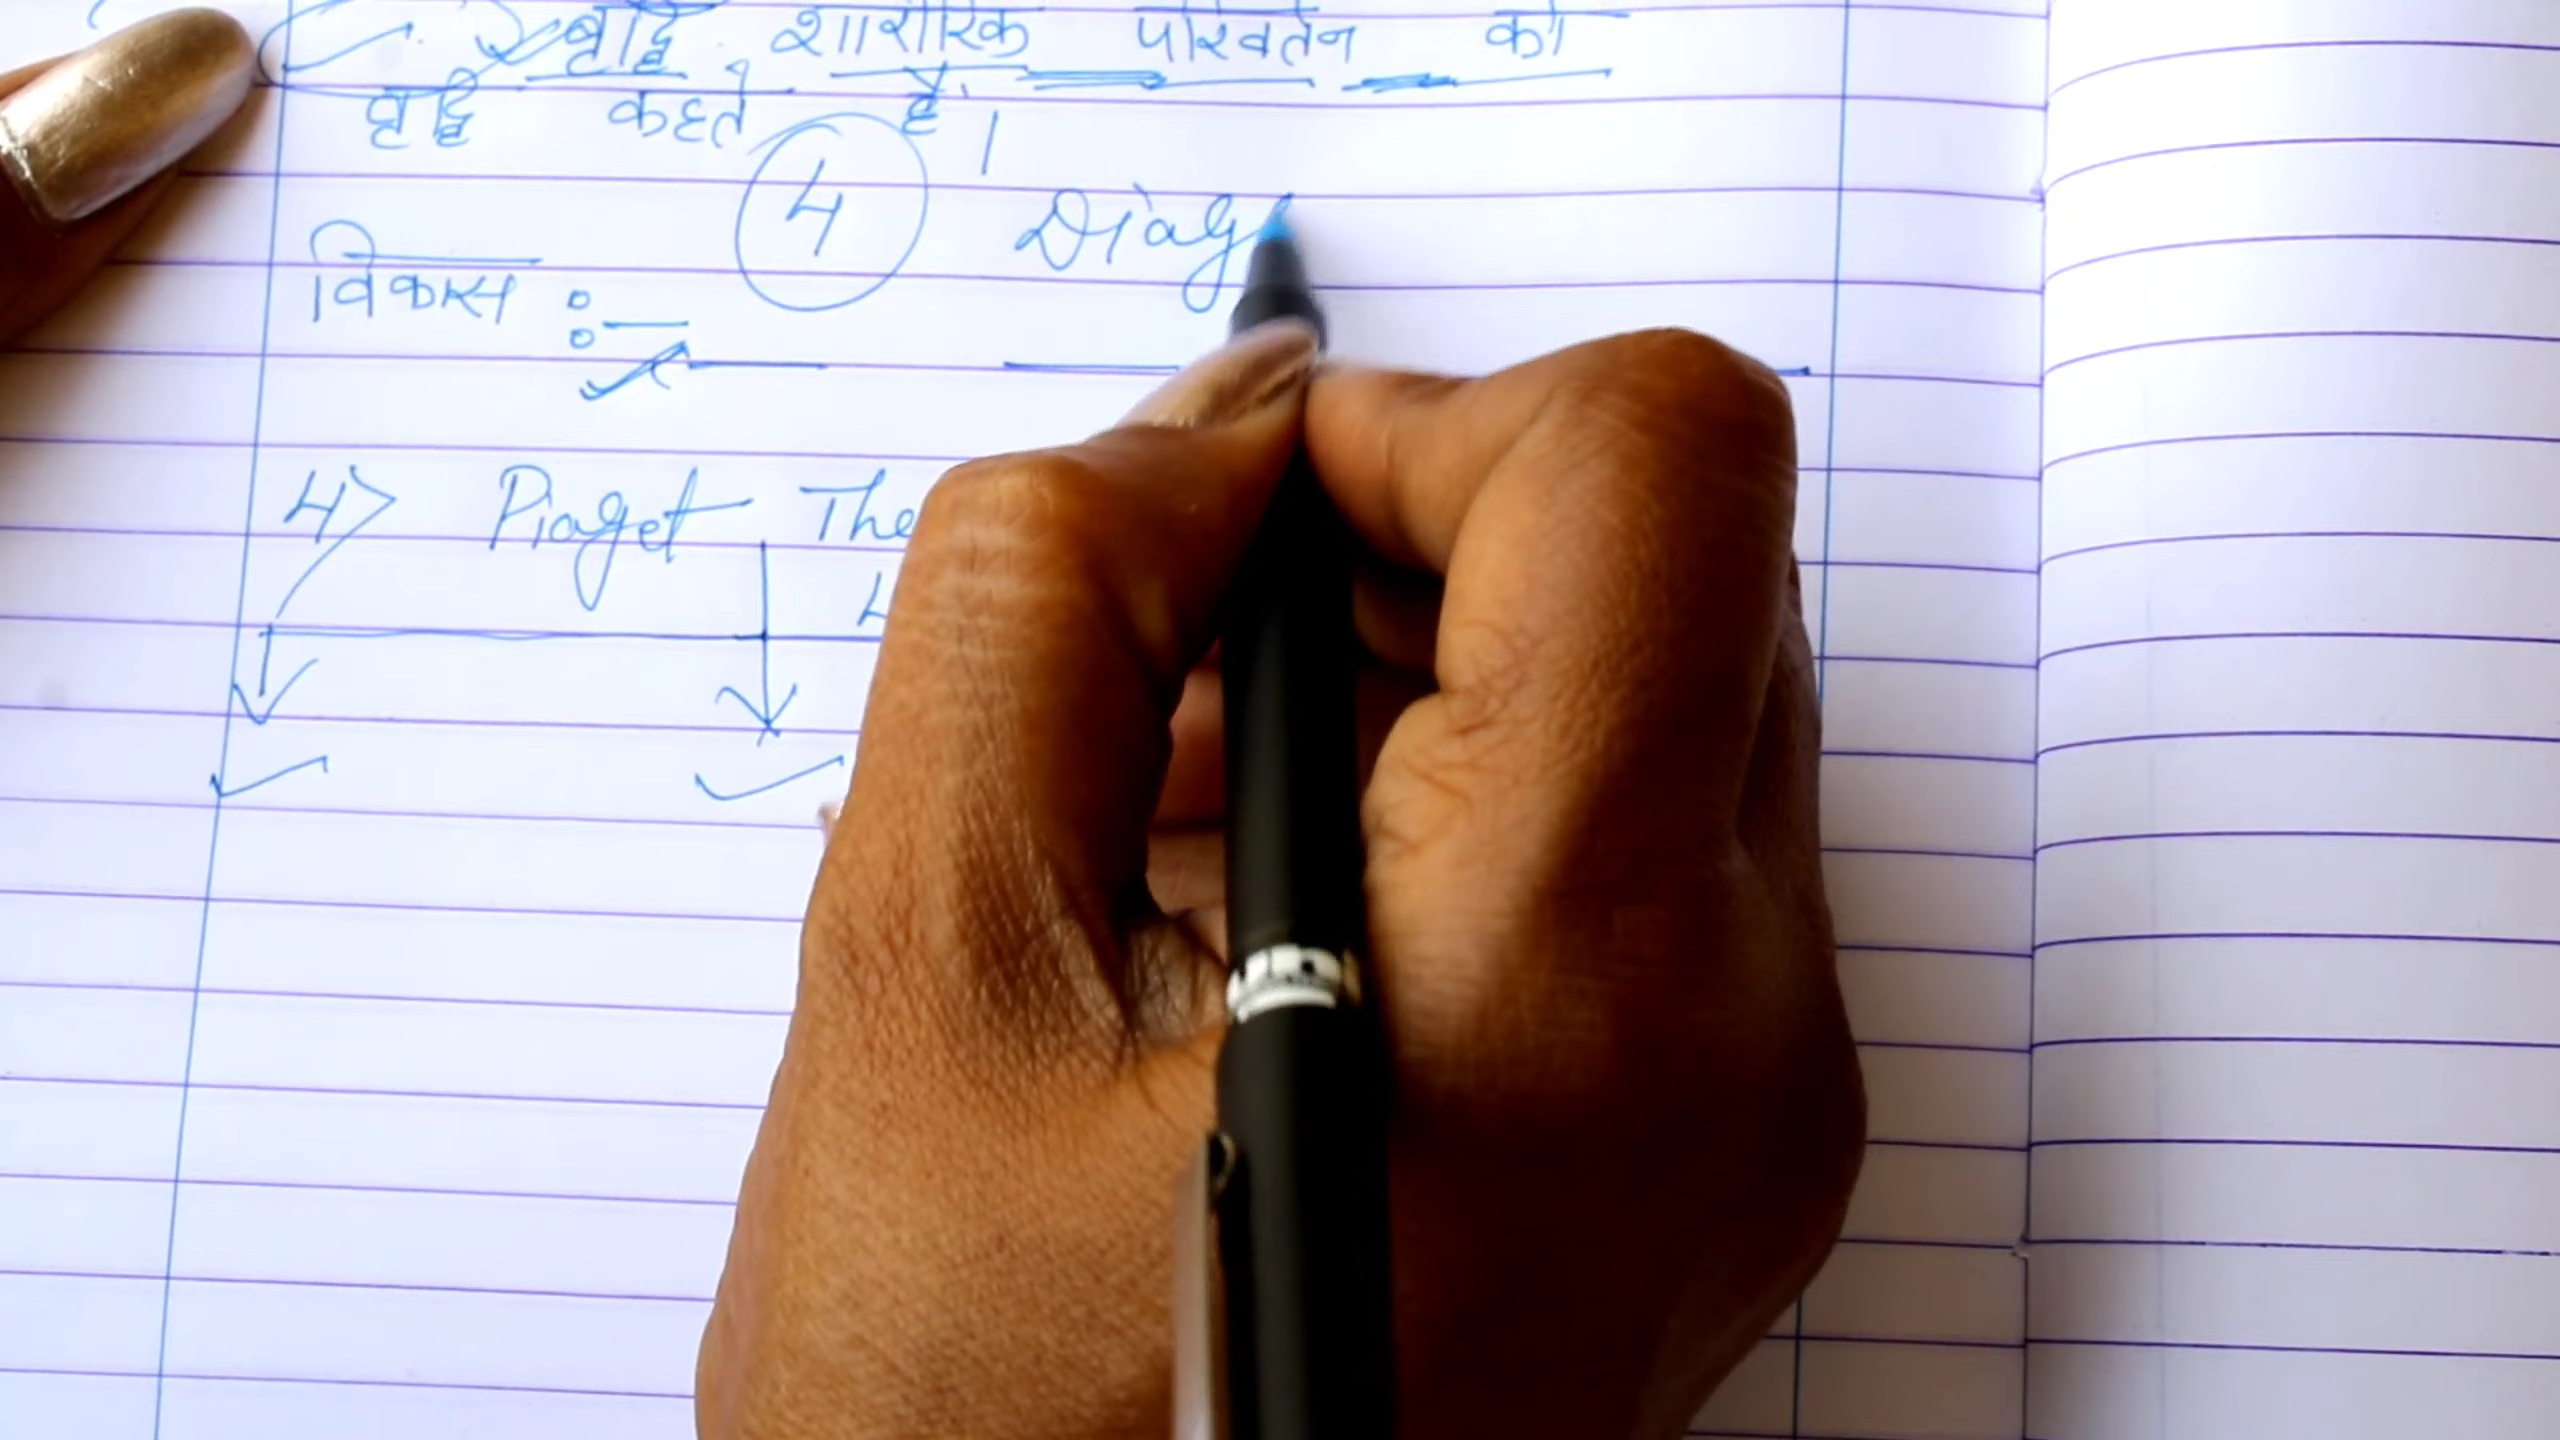 वृद्धि शारीरिक परिवर्तन को
वृद्धि कहते हैं।
4 Diag
विकास :-
4> Piaget The